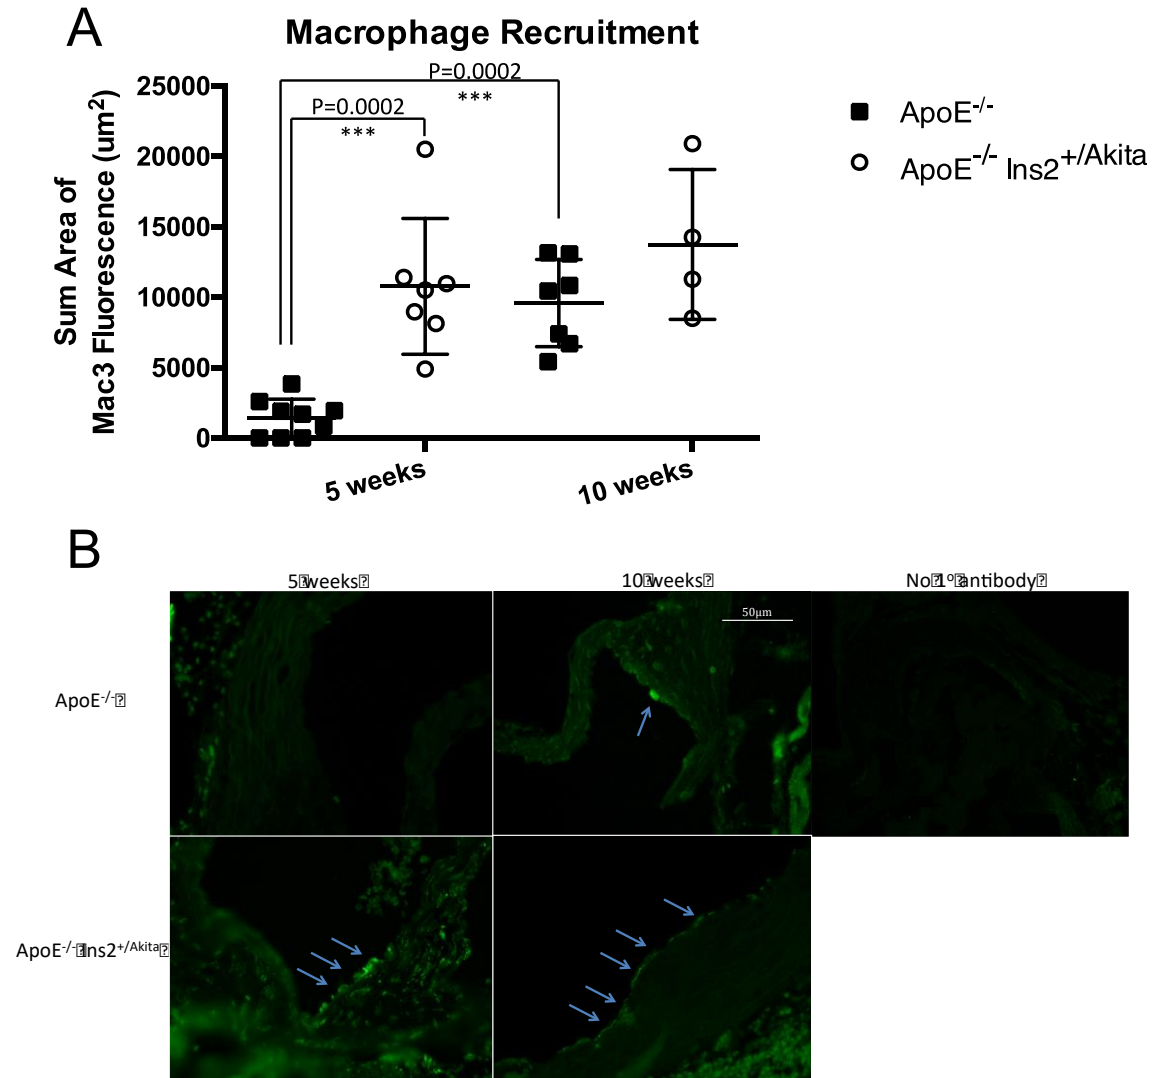 A
Macrophage Recruitment
Sum Area of
Mac3 Fluorescence (um²)
25000
20000
15000
10000
5000
0
P=0.0002
***
P=0.0002
***
5 weeks
10 weeks
ApoE-/-
ApoE-/- Ins2+/Akita
B
5 weeks
10 weeks
No 1° antibody
50μm
ApoE-/-
ApoE-/- Ins2+/Akita